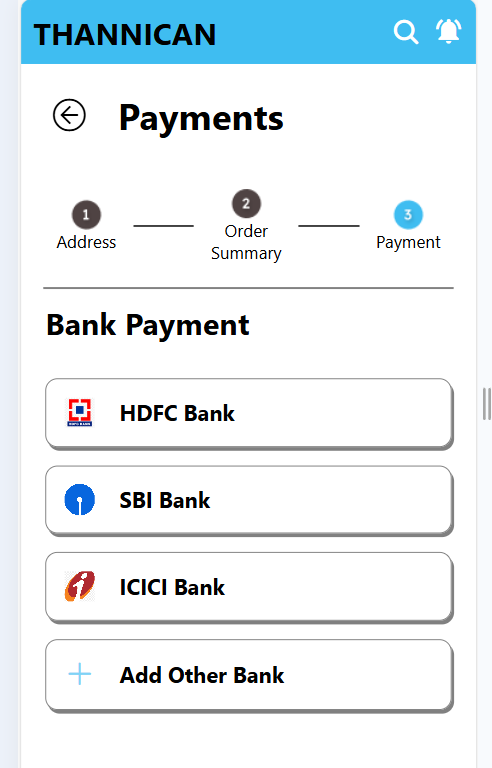 THANNICAN
Payments
1
Address
2
Order
Summary
3
Payment
Bank Payment
HDFC Bank
SBI Bank
ICICI Bank
Add Other Bank